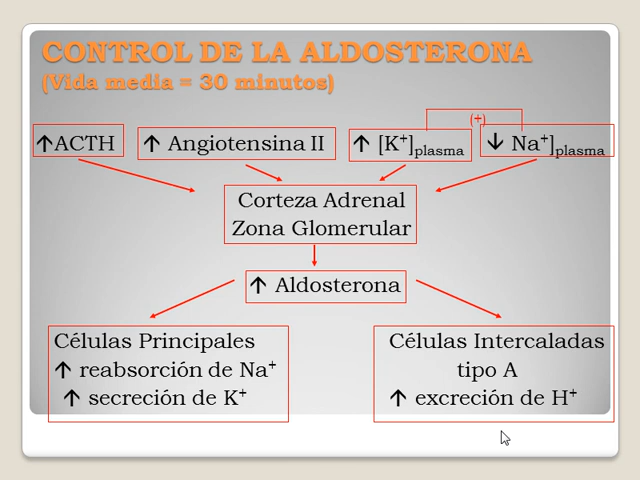 CONTROL DE LA ALDOSTERONA
(Vida media = 30 minutos)
(+)
↑ACTH
↑ Angiotensina II
↑ [K⁺]plasma
↓ Na⁺]plasma
Corteza Adrenal
Zona Glomerular
↑ Aldosterona
Células Principales
↑ reabsorción de Na⁺
↑ secreción de K⁺
Células Intercaladas
tipo A
↑ excreción de H⁺